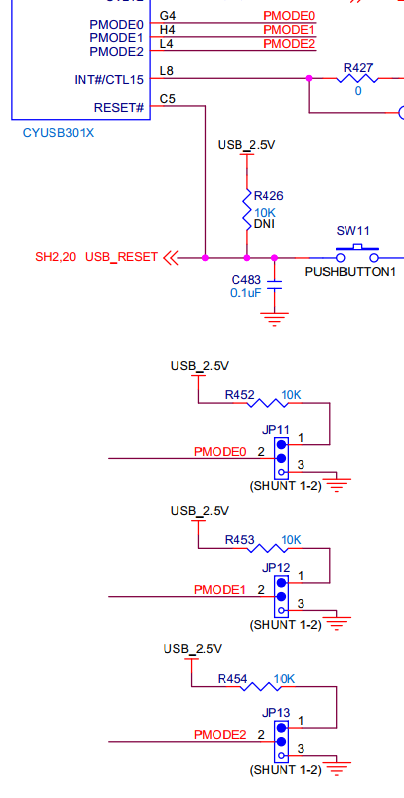 G4 PMODE0
PMODE0
H4 PMODE1
PMODE1
L4 PMODE2
PMODE2
L8
INT#/CTL15
R427
0
C5
RESET#
CYUSB301X
USB_2.5V
R426
10K
DNI
SW11
SH2,20 USB_RESET
PUSHBUTTON1
C483
0.1uF
USB_2.5V
R452 10K
JP11
1
PMODE0 2
3
(SHUNT 1-2)
USB_2.5V
R453 10K
JP12
1
PMODE1 2
3
(SHUNT 1-2)
USB_2.5V
R454 10K
JP13
1
PMODE2 2
3
(SHUNT 1-2)